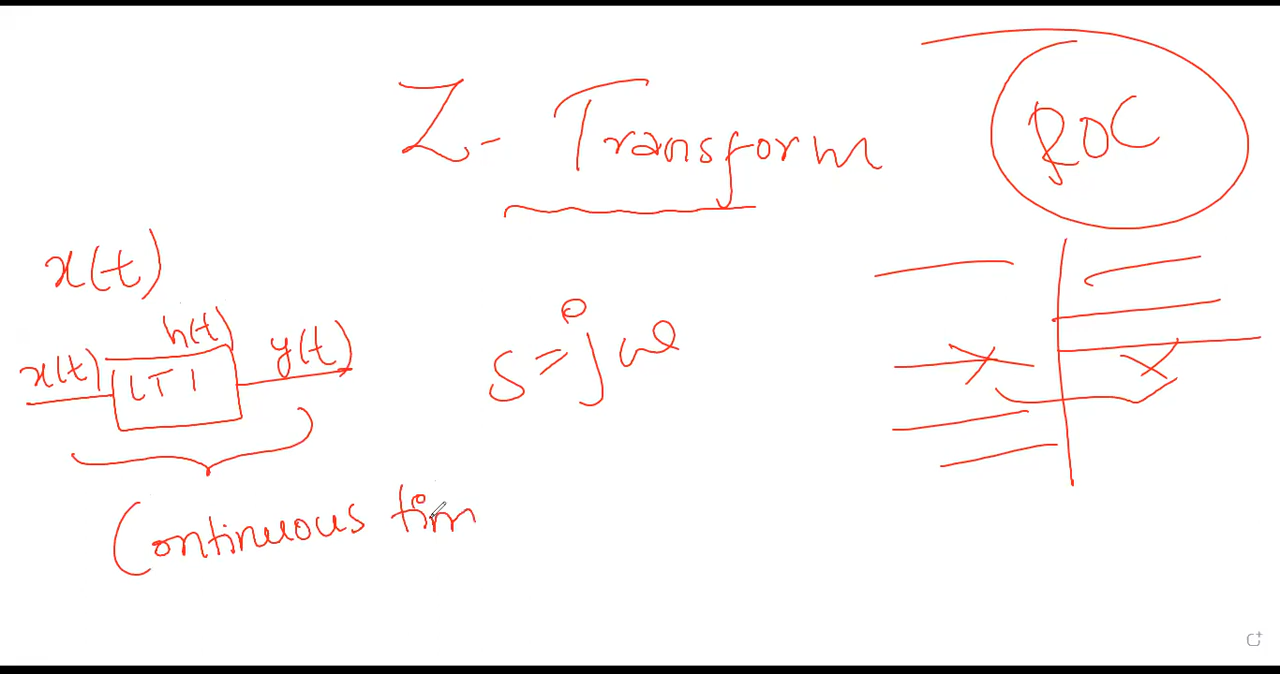 Z- Transform
ROC
x(t)
h(t)
x(t) LTI y(t)
s=jω
Continuous tim